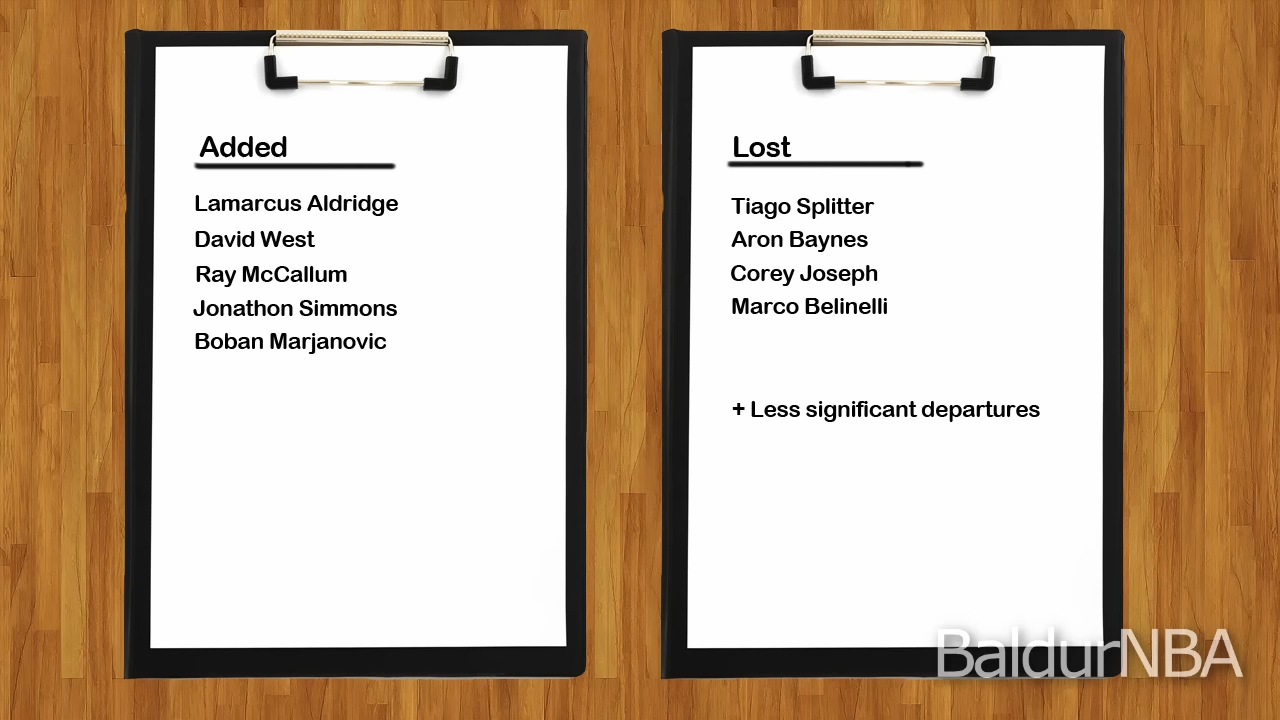 Added
Lamarcus Aldridge
David West
Ray McCallum
Jonathon Simmons
Boban Marjanovic
Lost
Tiago Splitter
Aron Baynes
Corey Joseph
Marco Belinelli
+ Less significant departures
BaldurNBA